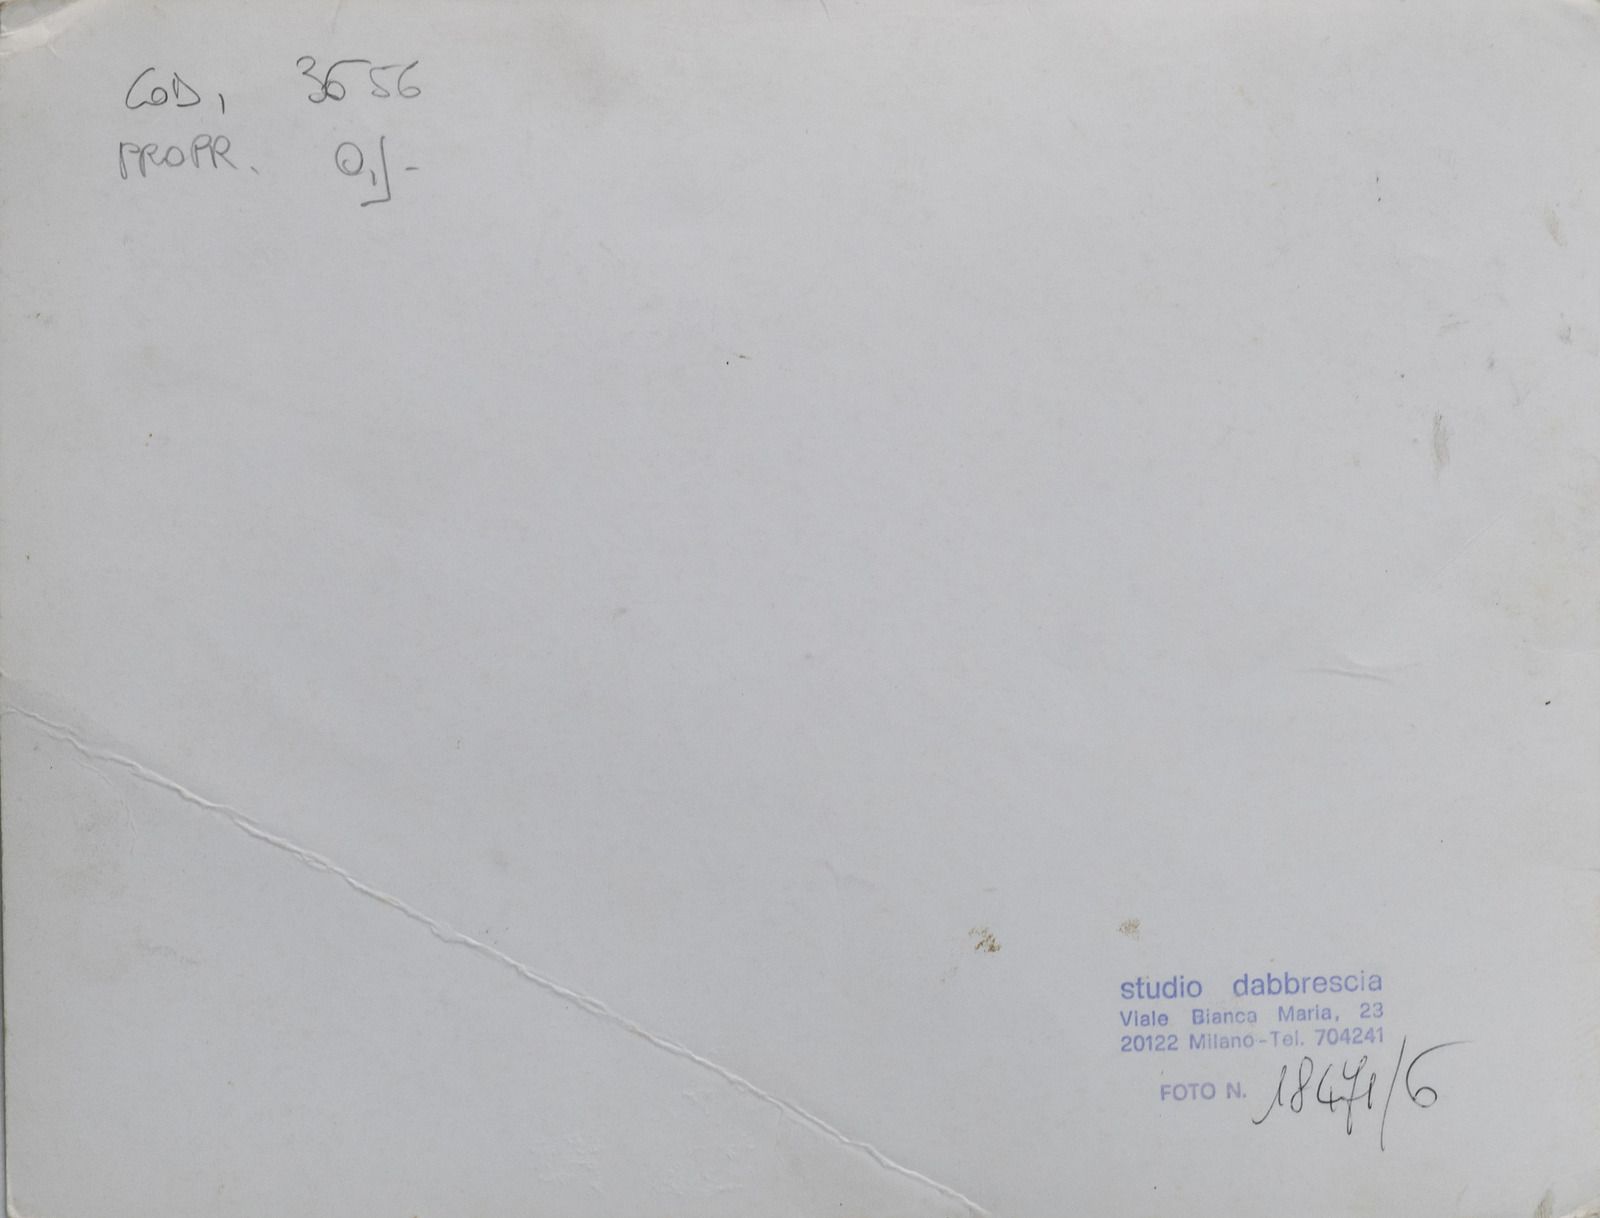 COD, 3656
PROPR. O,J-
studio dabbrescia
Viale Bianca Maria, 23
20122 Milano-Tel. 704241
FOTO N. 18471/6